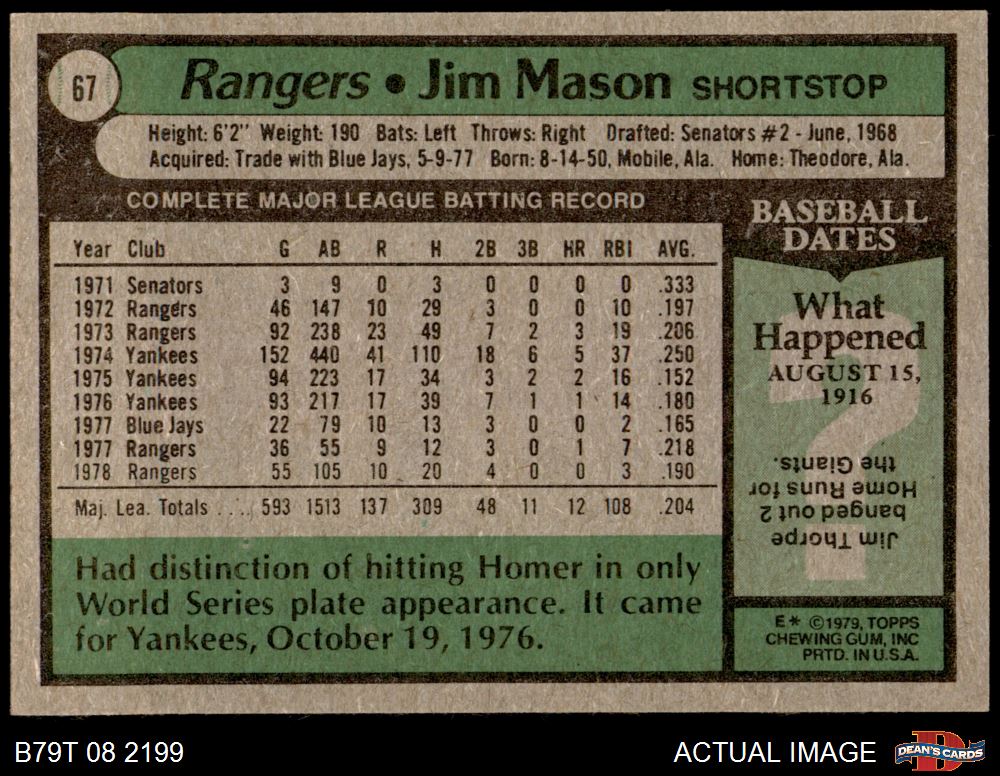 67
Rangers • Jim Mason SHORTSTOP
Height: 6'2" Weight: 190 Bats: Left Throws: Right Drafted: Senators #2 - June, 1968
Acquired: Trade with Blue Jays, 5-9-77 Born: 8-14-50, Mobile, Ala. Home: Theodore, Ala.
COMPLETE MAJOR LEAGUE BATTING RECORD
Year Club G AB R H 2B 3B HR RBI AVG.
1971 Senators 3 9 0 3 0 0 0 0 .333
1972 Rangers 46 147 10 29 3 0 0 10 .197
1973 Rangers 92 238 23 49 7 2 3 19 .206
1974 Yankees 152 440 41 110 18 6 5 37 .250
1975 Yankees 94 223 17 34 3 2 2 16 .152
1976 Yankees 93 217 17 39 7 1 1 14 .180
1977 Blue Jays 22 79 10 13 3 0 0 2 .165
1977 Rangers 36 55 9 12 3 0 1 7 .218
1978 Rangers 55 105 10 20 4 0 0 3 .190
Maj. Lea. Totals .... 593 1513 137 309 48 11 12 108 .204
Had distinction of hitting Homer in only
World Series plate appearance. It came
for Yankees, October 19, 1976.
BASEBALL
DATES
What
Happened
AUGUST 15,
1916
?
Jim Thorpe
banged out 2
Home Runs for
the Giants.
E* ©1979, TOPPS
CHEWING GUM, INC
PRTD. IN U.S.A.
B79T 08 2199
ACTUAL IMAGE
D
DEAN'S CARDS